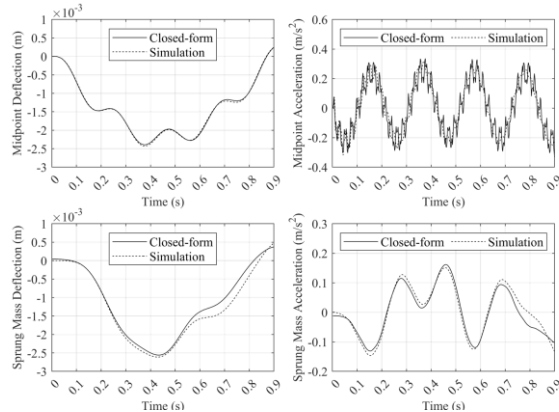 ×10⁻³
Midpoint Deflection (m)
1
0.5
0
-0.5
-1
-1.5
-2
-2.5
-3
Closed-form
Simulation
0 0.1 0.2 0.3 0.4 0.5 0.6 0.7 0.8 0.9
Time (s)
Midpoint Acceleration (m/s²)
0.6
0.4
0.2
0
-0.2
-0.4
Closed-form Simulation
0 0.1 0.2 0.3 0.4 0.5 0.6 0.7 0.8 0.9
Time (s)
×10⁻³
Sprung Mass Deflection (m)
1
0.5
0
-0.5
-1
-1.5
-2
-2.5
-3
Closed-form
Simulation
0 0.1 0.2 0.3 0.4 0.5 0.6 0.7 0.8 0.9
Time (s)
Sprung Mass Acceleration (m/s²)
0.3
0.2
0.1
0
-0.1
-0.2
Closed-form Simulation
0 0.1 0.2 0.3 0.4 0.5 0.6 0.7 0.8 0.9
Time (s)